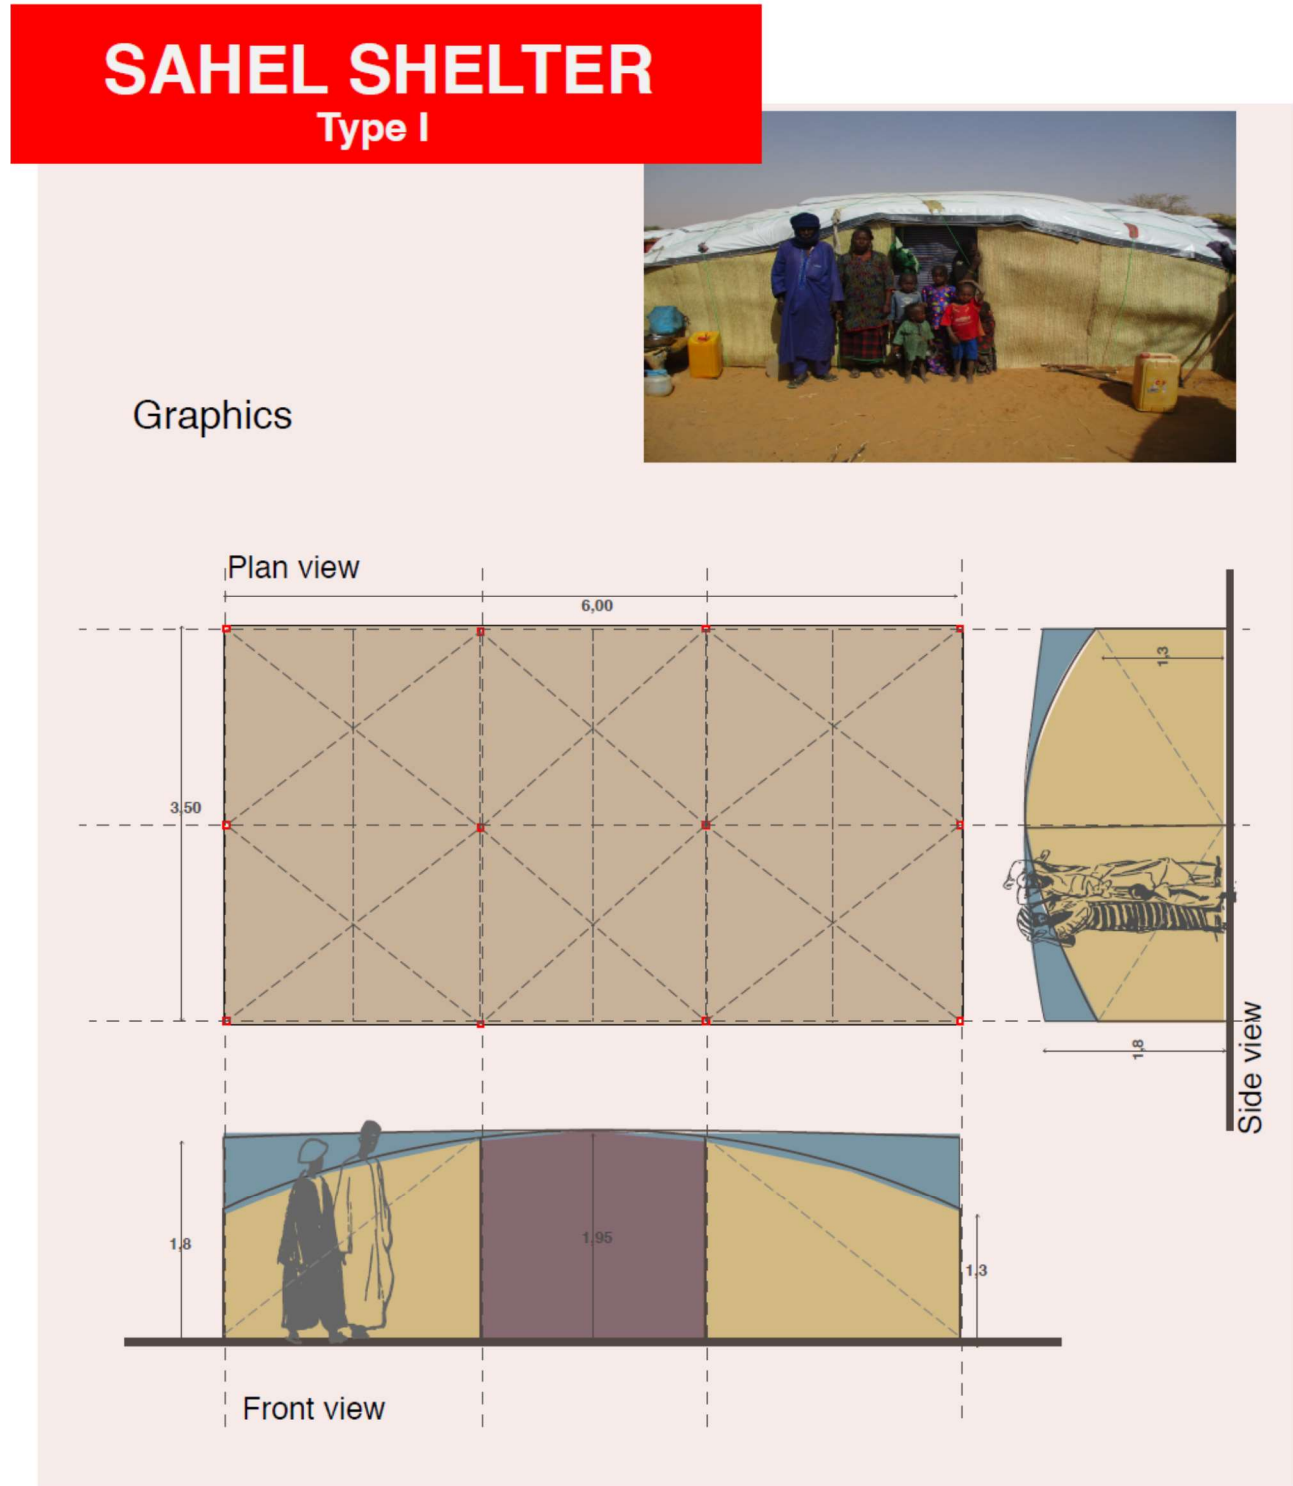 SAHEL SHELTER
Type I
Graphics
Plan view
6,00
1,3
3,50
1,8
Side view
1,8
1,95
1,3
Front view